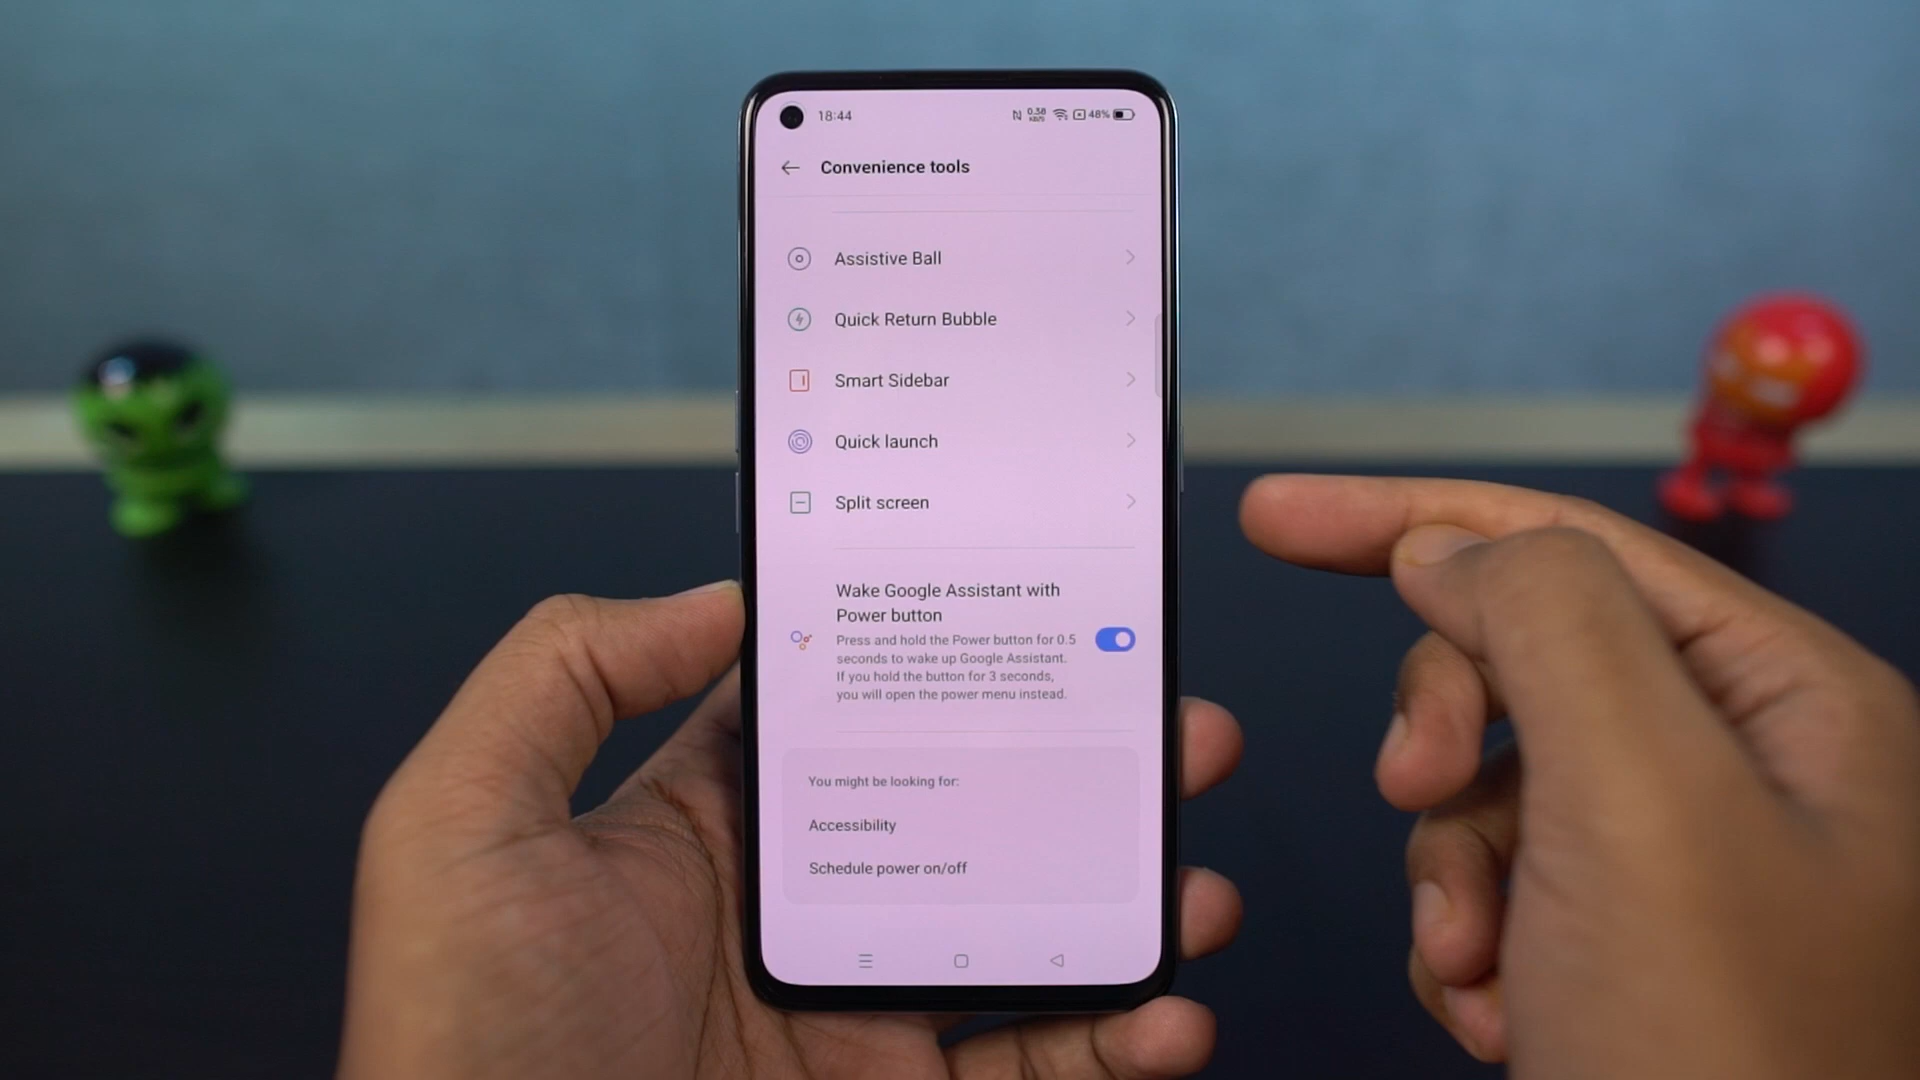 18:44 0.38 KB/S 48%
Convenience tools
Assistive Ball
Quick Return Bubble
Smart Sidebar
Quick launch
Split screen
Wake Google Assistant with
Power button
Press and hold the Power button for 0.5
seconds to wake up Google Assistant.
If you hold the button for 3 seconds,
you will open the power menu instead.
You might be looking for:
Accessibility
Schedule power on/off